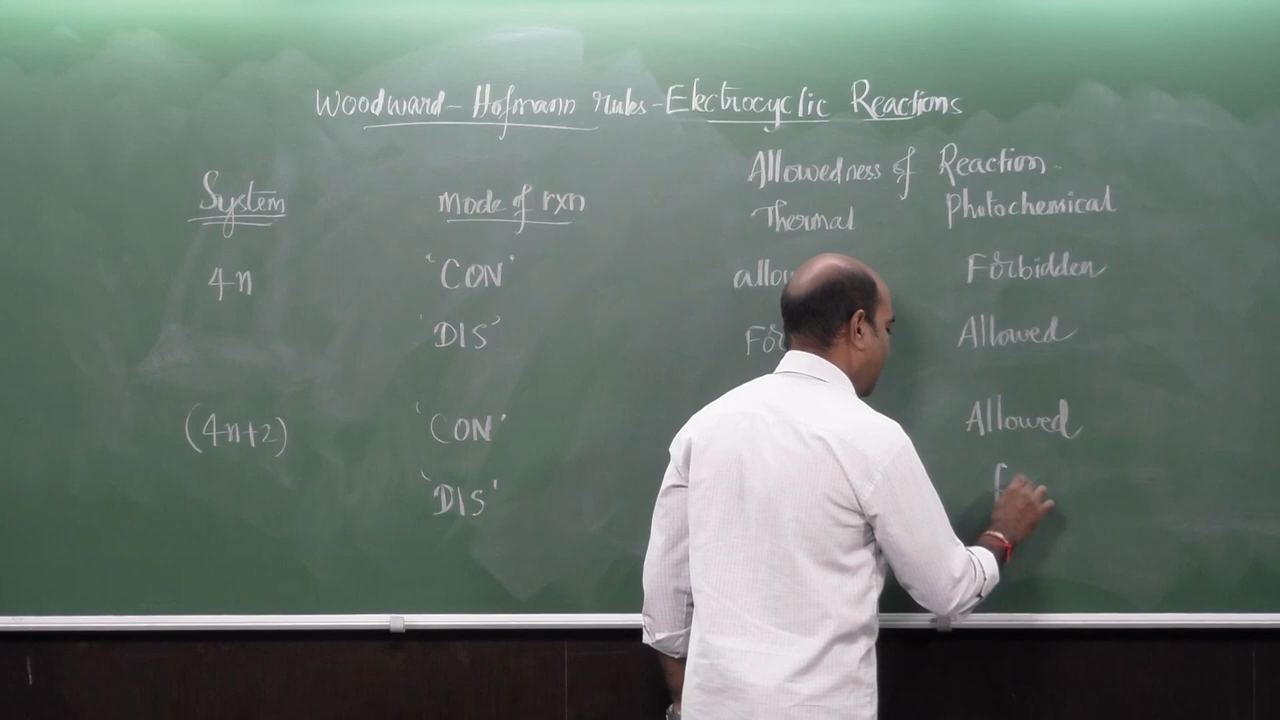 Woodward-Hofmann rules-Electrocyclic Reactions
Allowedness of Reaction
System mode of rxn Thermal Photochemical
4n 'CON' Forbidden
'DIS' Allowed
(4n+2) 'CON' Allowed
'DIS'